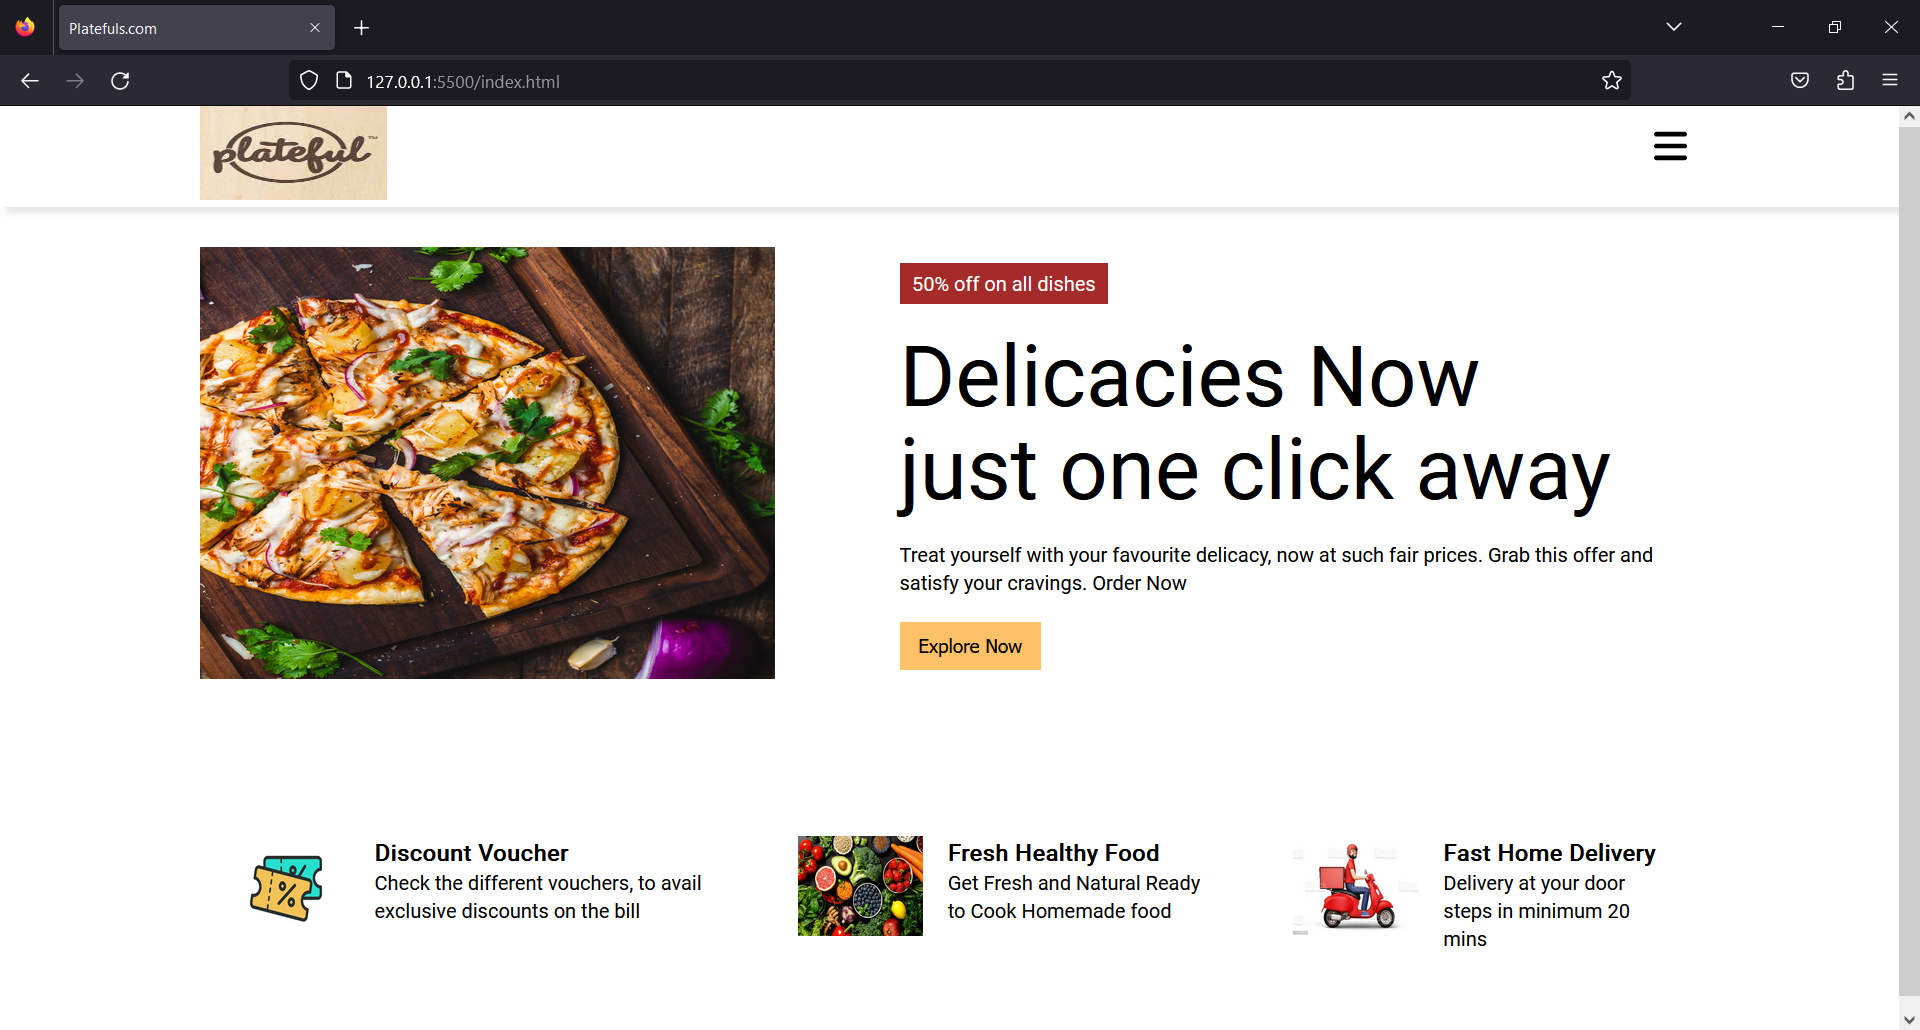 Platefuls.com
127.0.0.1:5500/index.html
plateful™
50% off on all dishes
Delicacies Now
just one click away
Treat yourself with your favourite delicacy, now at such fair prices. Grab this offer and
satisfy your cravings. Order Now
Explore Now
Discount Voucher
Check the different vouchers, to avail
exclusive discounts on the bill
Fresh Healthy Food
Get Fresh and Natural Ready
to Cook Homemade food
Fast Home Delivery
Delivery at your door
steps in minimum 20
mins